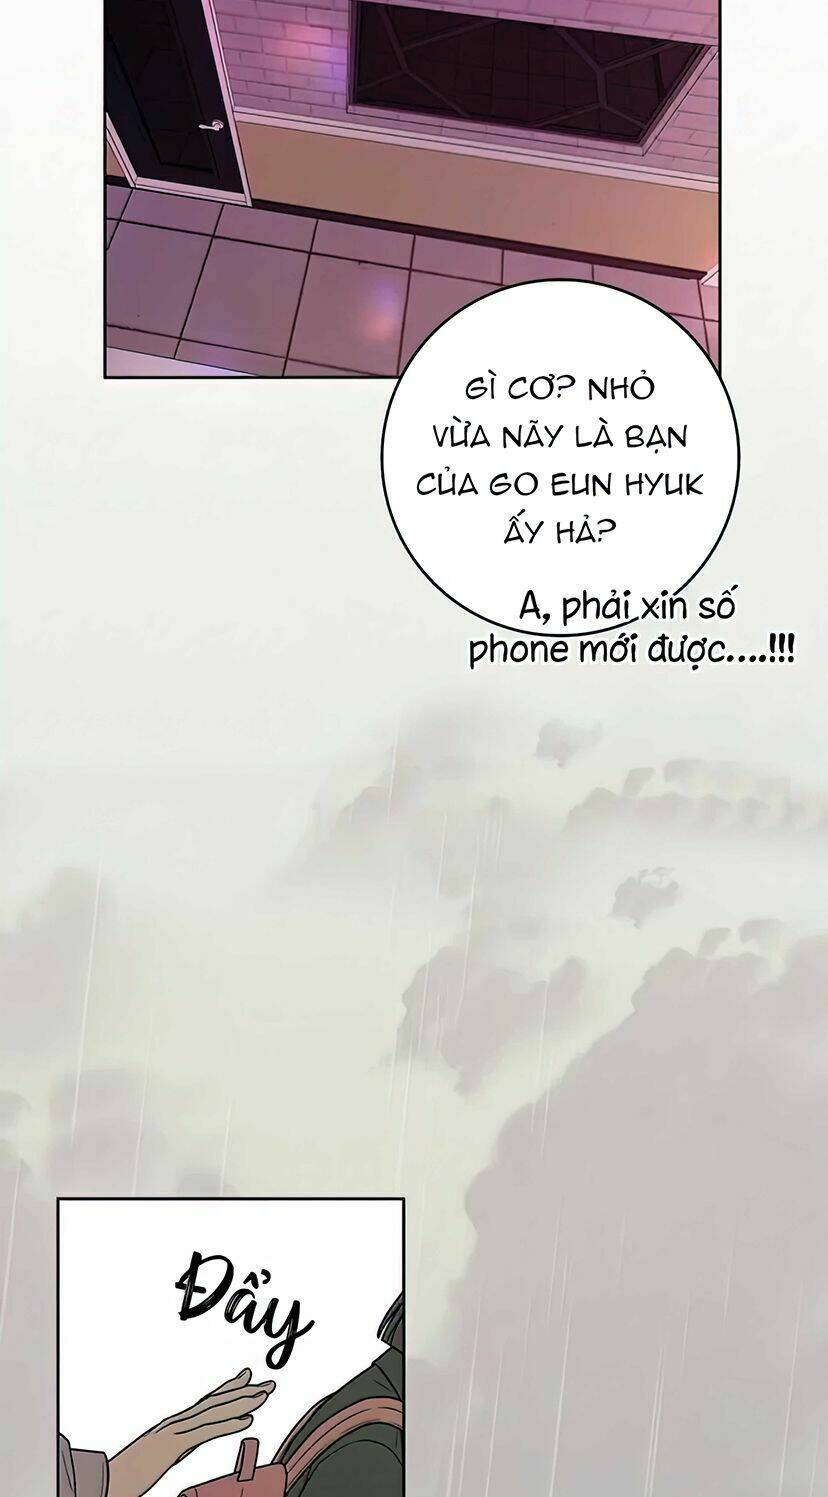 GÌ CƠ? NHỎ
VỪA NÃY LÀ BẠN
CỦA GO EUN HYUK
ẤY HẢ?
A, phải xin số
phone mới được....!!!
Đẩy